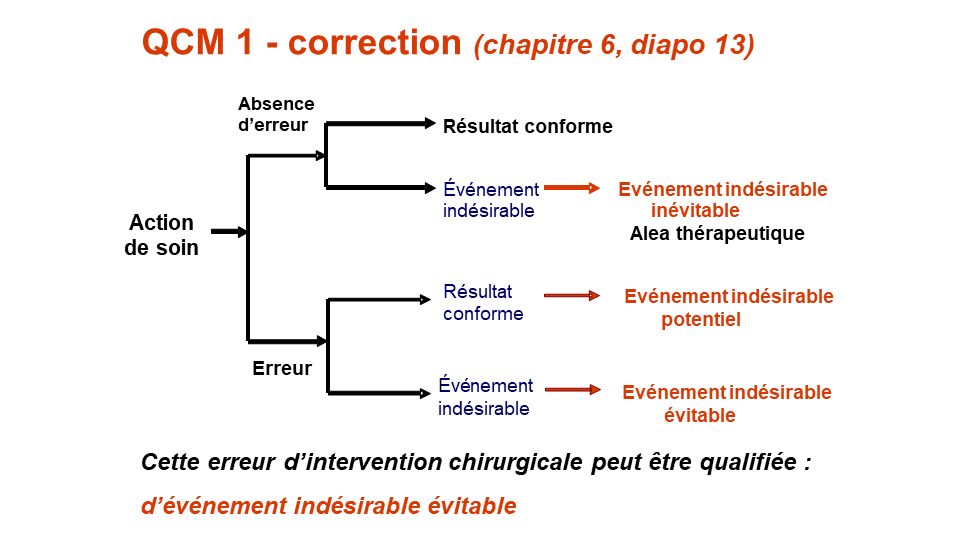 QCM 1 - correction (chapitre 6, diapo 13)
Absence
d’erreur
Résultat conforme
Événement
indésirable
Evénement indésirable
inévitable
Alea thérapeutique
Action
de soin
Résultat
conforme
Evénement indésirable
potentiel
Erreur
Événement
indésirable
Evénement indésirable
évitable
Cette erreur d’intervention chirurgicale peut être qualifiée :
d’événement indésirable évitable